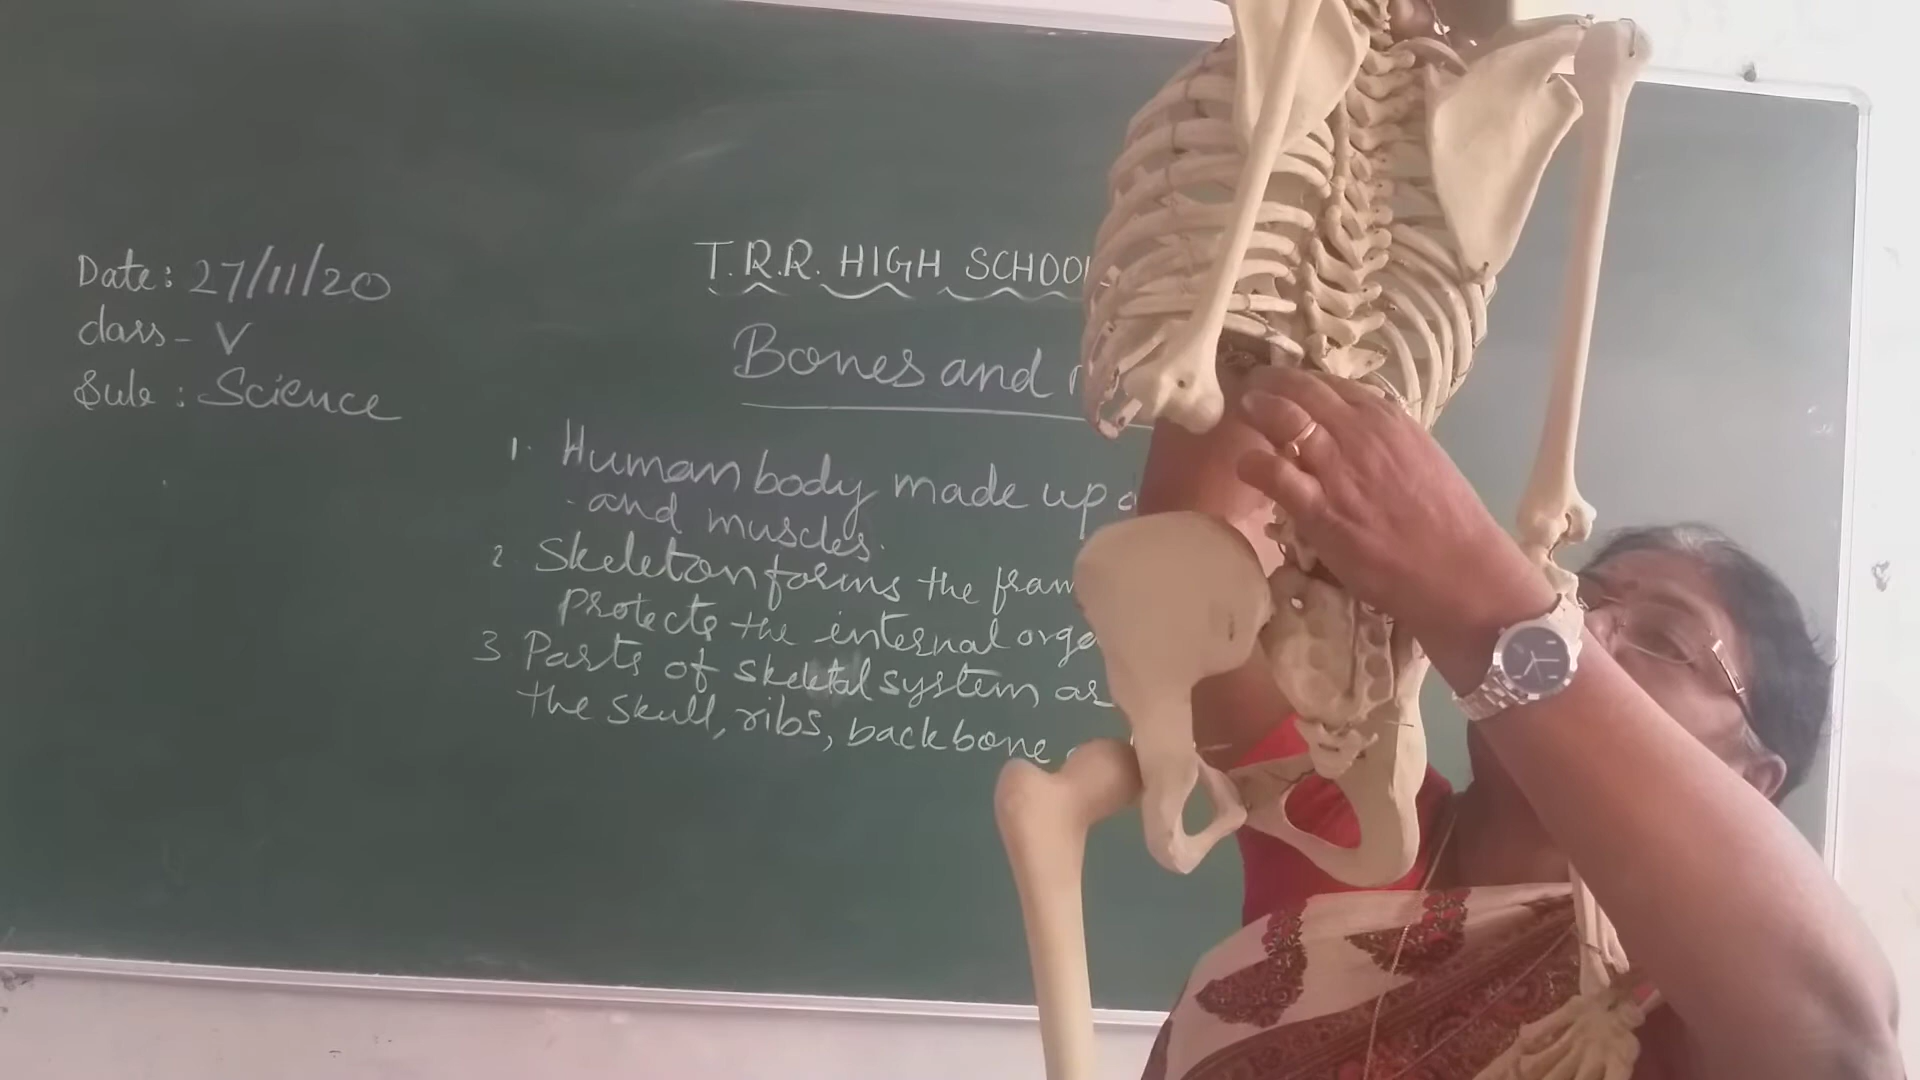 Date: 27/11/20
class - V
Sub : Science
T.R.R. HIGH SCHOOL
Bones and
1. Human body made up
and muscles.
2 Skeleton forms the fram
Protects the internal orga
3 Parts of skeletal system as
the skull, ribs, backbone